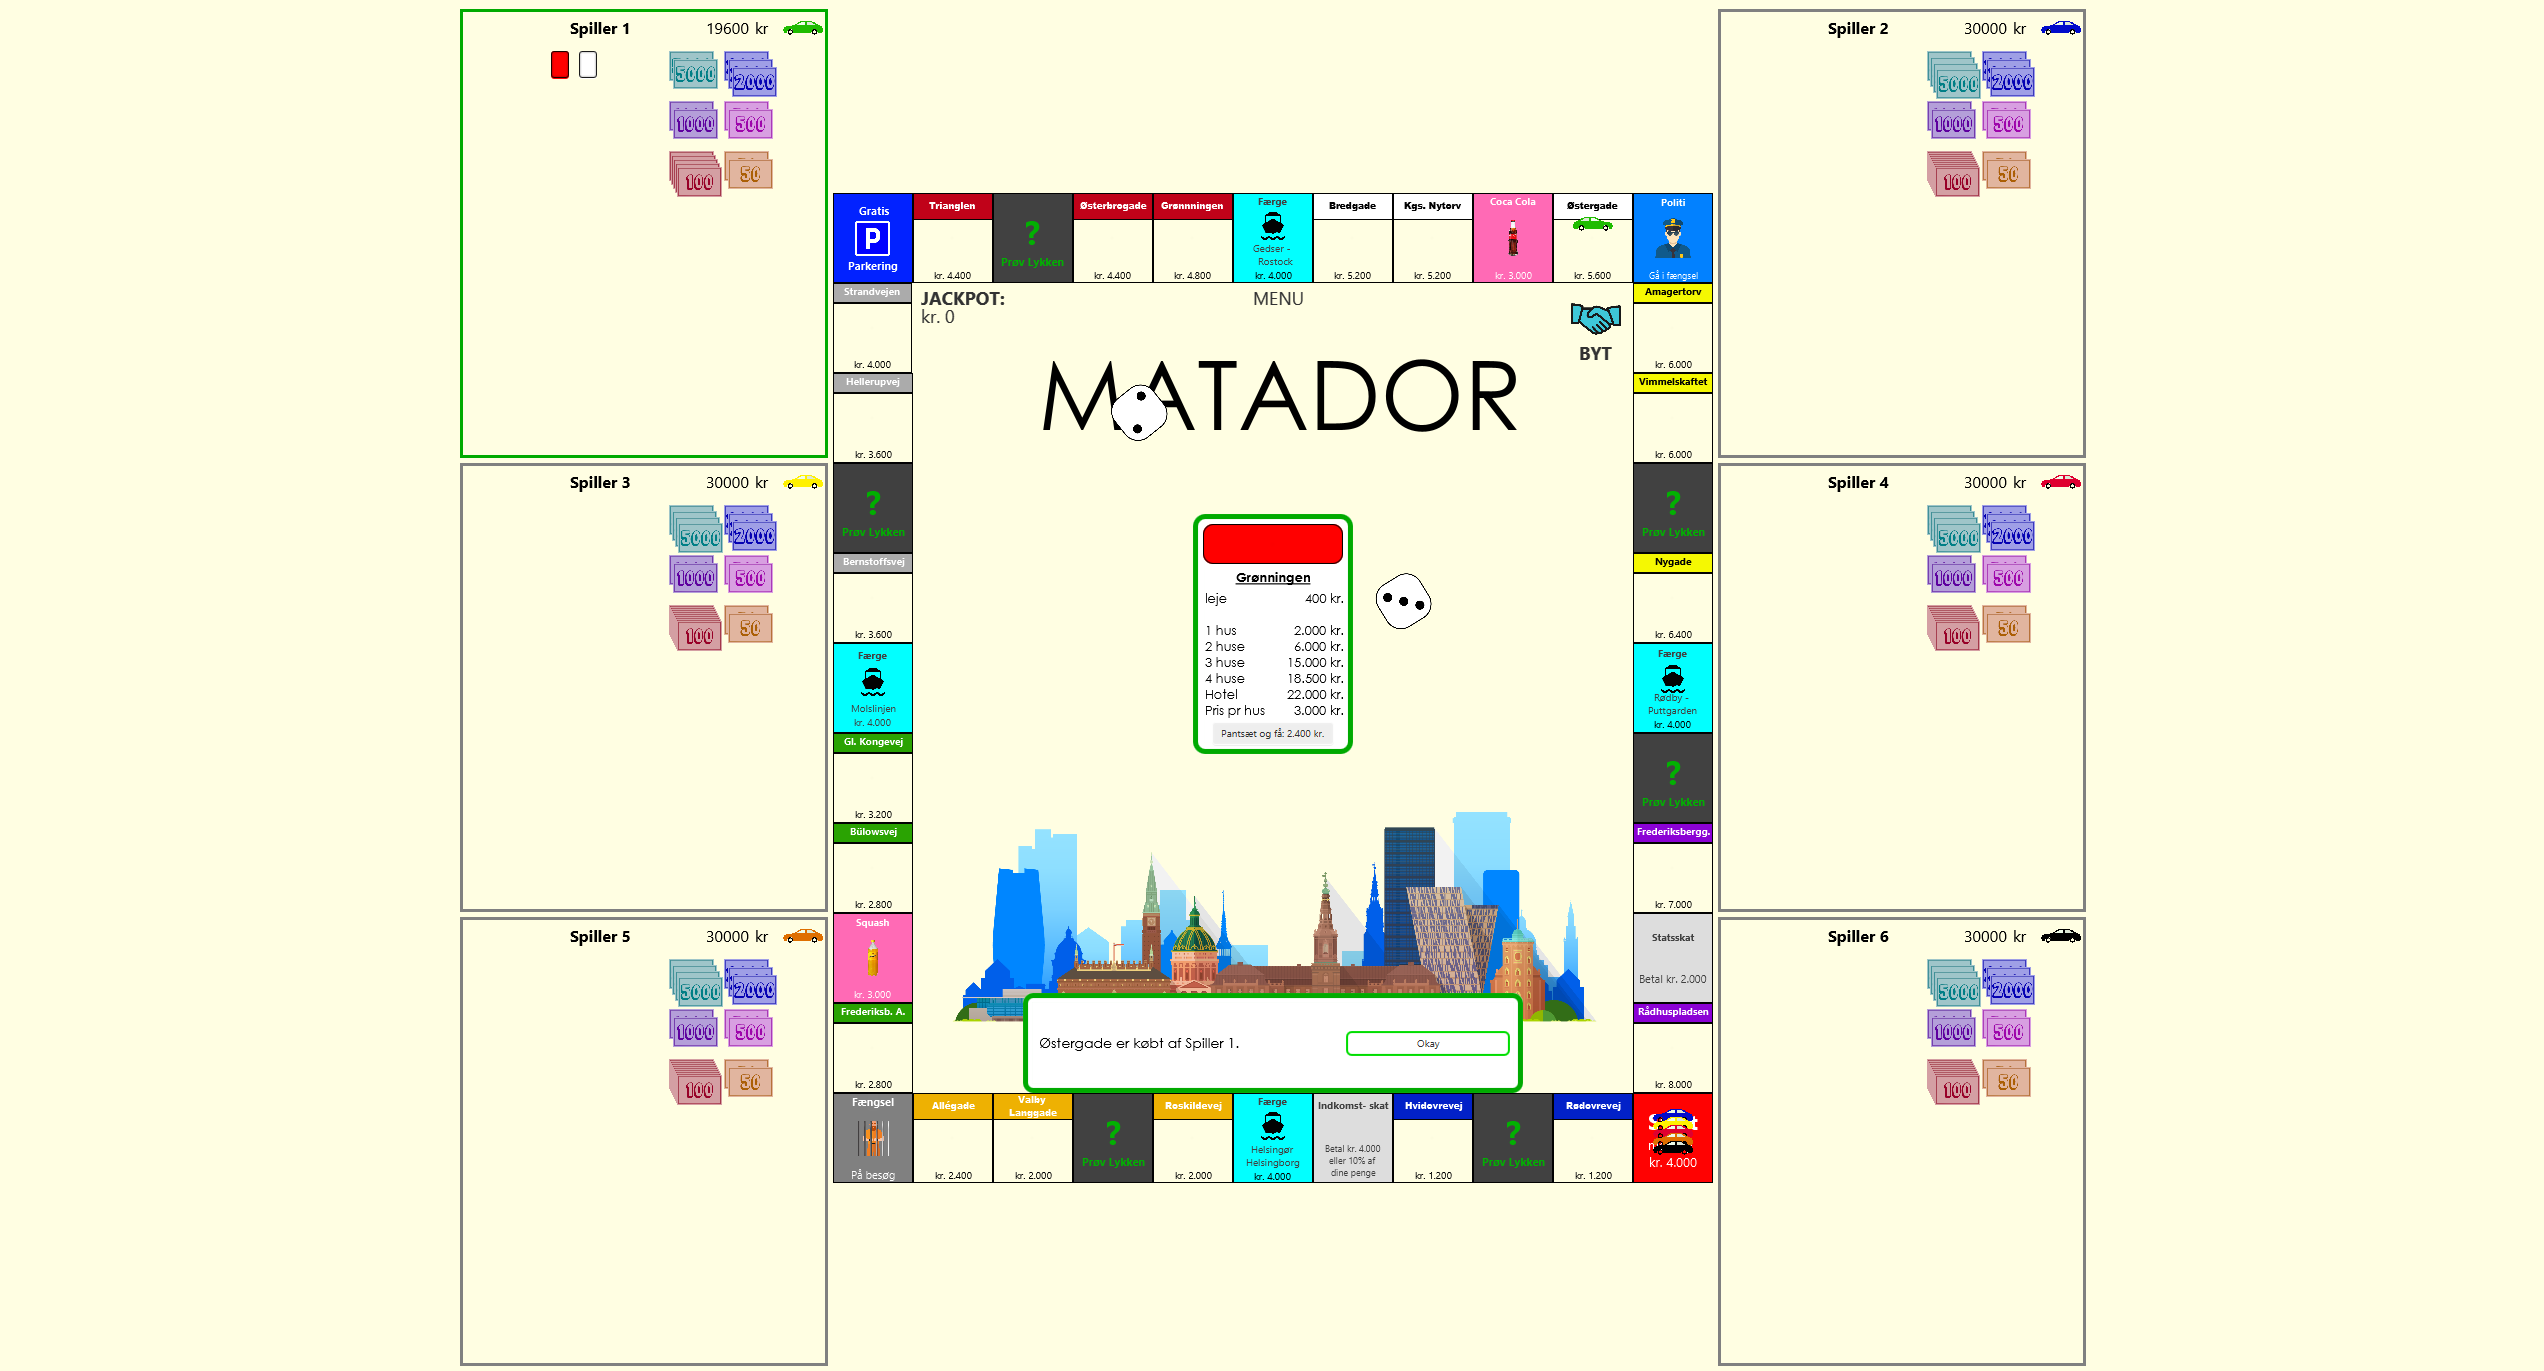 Spiller 1 19600 kr
5000 2000
1000 500
100 50
Spiller 2 30000 kr
5000 2000
1000 500
100 50
Spiller 3 30000 kr
5000 2000
1000 500
100 50
Spiller 4 30000 kr
5000 2000
1000 500
100 50
Spiller 5 30000 kr
5000 2000
1000 500
100 50
Spiller 6 30000 kr
5000 2000
1000 500
100 50
Gratis
P
Parkering
Trianglen
kr. 4.400
?
Prøv Lykken
Østerbrogade
kr. 4.400
Grønnningen
kr. 4.800
Færge
Gedser -
Rostock
kr. 4.000
Bredgade
kr. 5.200
Kgs. Nytorv
kr. 5.200
Coca Cola
kr. 3.000
Østergade
kr. 5.600
Politi
Gå i fængsel
Strandvejen
kr. 4.000
Hellerupvej
kr. 3.600
?
Prøv Lykken
Bernstoffsvej
kr. 3.600
Færge
Molslinjen
kr. 4.000
Gl. Kongevej
kr. 3.200
Bülowsvej
kr. 2.800
Squash
kr. 3.000
Frederiksb. A.
kr. 2.800
JACKPOT:
kr. 0
MENU
BYT
MATADOR
Grønningen
leje 400 kr.
1 hus 2.000 kr.
2 huse 6.000 kr.
3 huse 15.000 kr.
4 huse 18.500 kr.
Hotel 22.000 kr.
Pris pr hus 3.000 kr.
Pantsæt og få: 2.400 kr.
Østergade er købt af Spiller 1. Okay
Amagertorv
kr. 6.000
Vimmelskaftet
kr. 6.000
?
Prøv Lykken
Nygade
kr. 6.400
Færge
Rødby -
Puttgarden
kr. 4.000
?
Prøv Lykken
Frederiksbergg.
kr. 7.000
Statsskat
Betal kr. 2.000
Rådhuspladsen
kr. 8.000
Fængsel
På besøg
Allégade
kr. 2.400
Valby
Langgade
kr. 2.000
?
Prøv Lykken
Roskildevej
kr. 2.000
Færge
Helsingør
Helsingborg
kr. 4.000
Indkomst- skat
Betal kr. 4.000
eller 10% af
dine penge
Hvidovrevej
kr. 1.200
?
Prøv Lykken
Rødovrevej
kr. 1.200
kr. 4.000